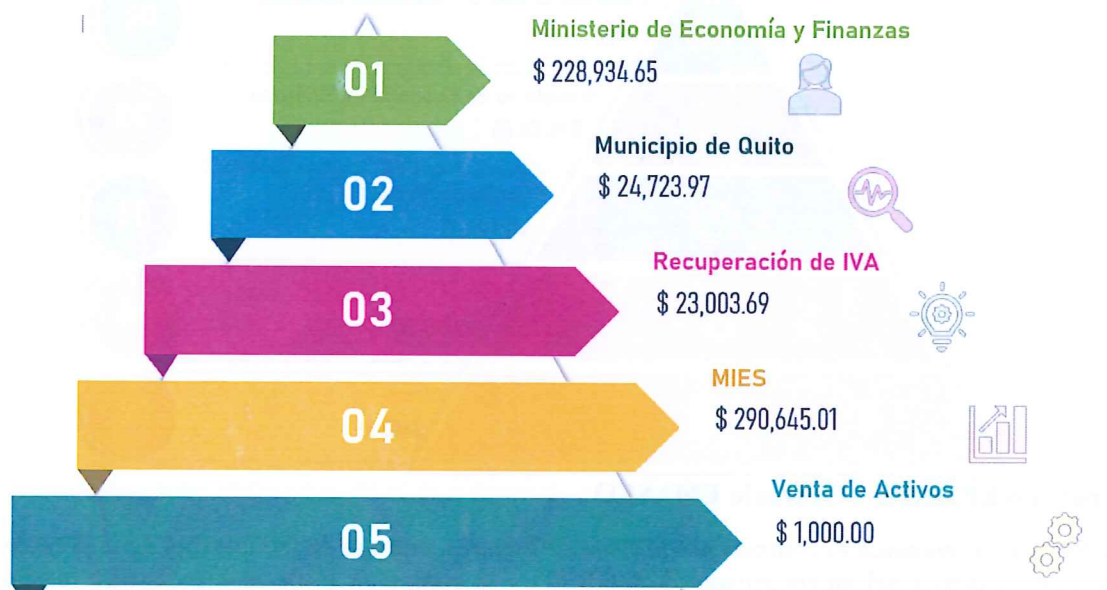 01
Ministerio de Economía y Finanzas
$ 228,934.65
02
Municipio de Quito
$ 24,723.97
03
Recuperación de IVA
$ 23,003.69
04
MIES
$ 290,645.01
05
Venta de Activos
$ 1,000.00